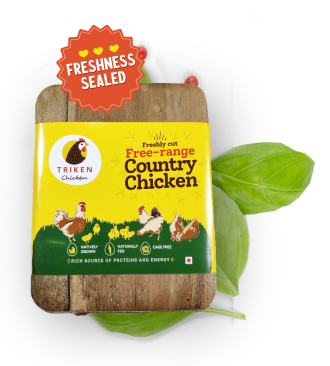 FRESHNESS
SEALED
Freshly cut
Free-range
Country
Chicken
TRIKEN
Chicken
NATIVELY
GROWN
NATURALLY
FED
CAGE FREE
RICH SOURCE OF PROTEINS AND ENERGY